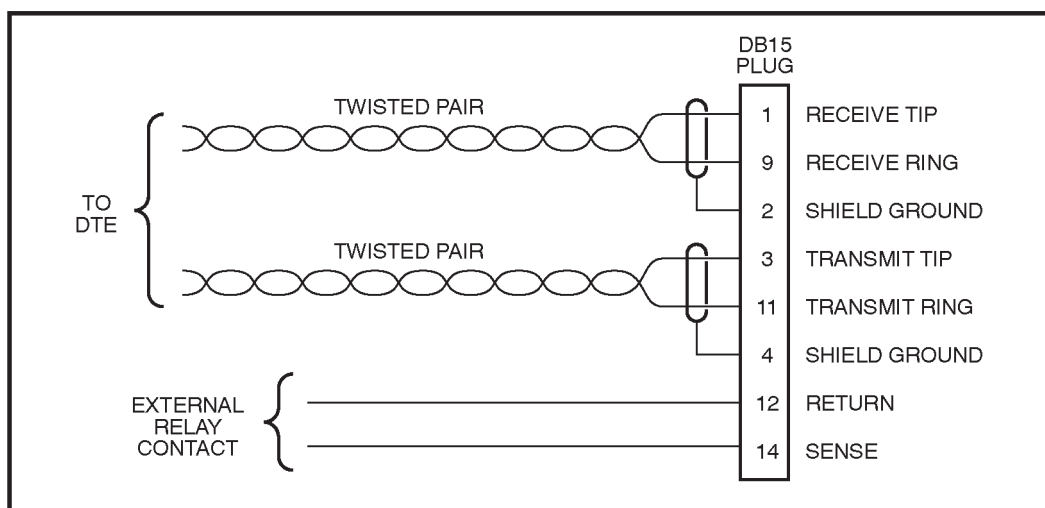 DB15
PLUG
TWISTED PAIR
1 RECEIVE TIP
9 RECEIVE RING
TO
DTE
2 SHIELD GROUND
TWISTED PAIR
3 TRANSMIT TIP
11 TRANSMIT RING
4 SHIELD GROUND
EXTERNAL
RELAY
CONTACT
12 RETURN
14 SENSE